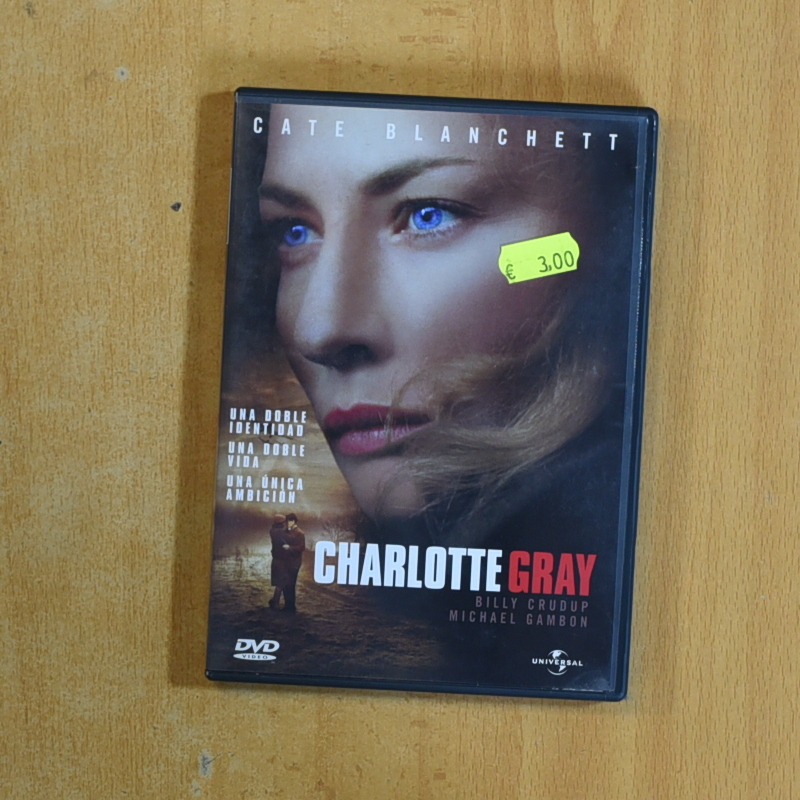 CATE BLANCHETT
€ 3,00
UNA DOBLE
IDENTIDAD
UNA DOBLE
VIDA
UNA ÚNICA
AMBICIÓN
CHARLOTTE GRAY
BILLY CRUDUP
MICHAEL GAMBON
DVD
VIDEO
UNIVERSAL